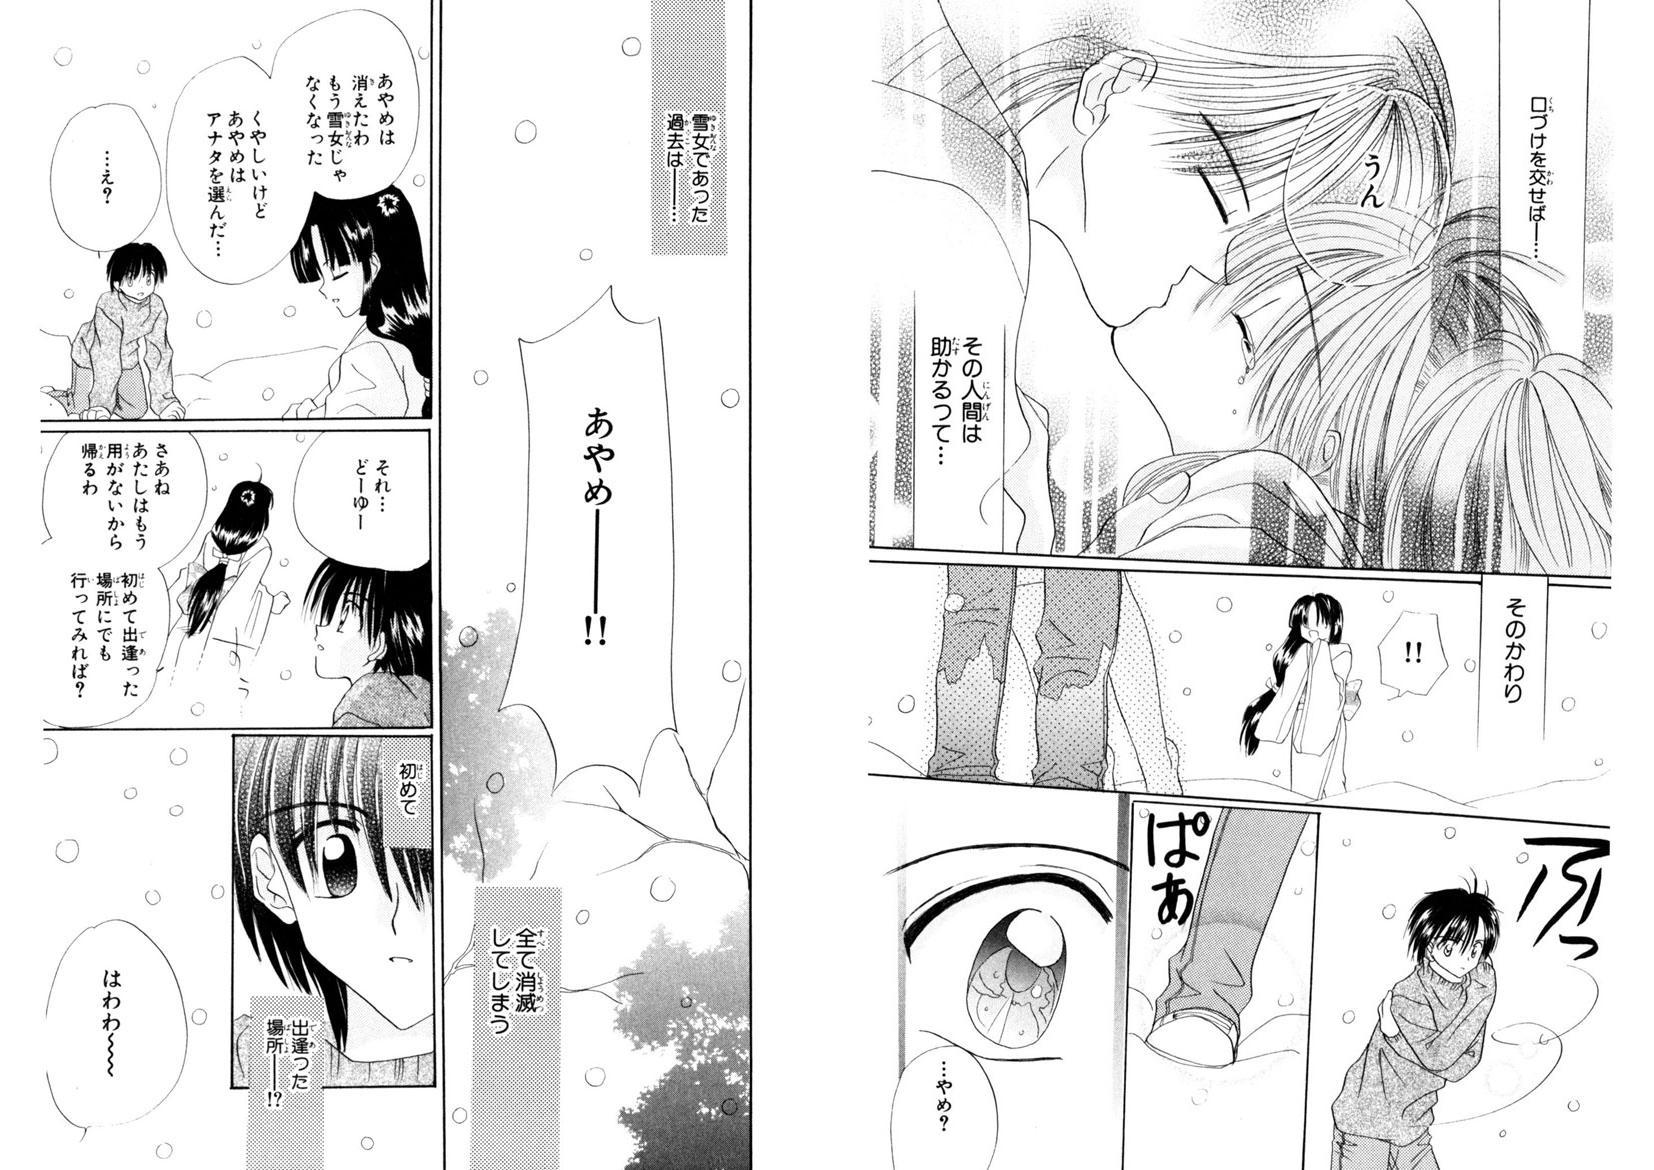 口づけを交せば――…
うん
その人間は
助かるって…
そのかわり
!!
ふっ
ぱあ
…やめ？
雪女であった
過去は――…
あやめ――!!
全て消滅
してしまう
あやめは
消えたわ
もう雪女じゃ
なくなった
くやしいけど
あやめは
アナタを選んだ…
……え？
それ…
どーゆー
さあね
あたしはもう
用がないから
帰るわ
初めて出逢った
場所にでも
行ってみれば？
初めて
出逢った
場所――!?
はわわ〜〜〜